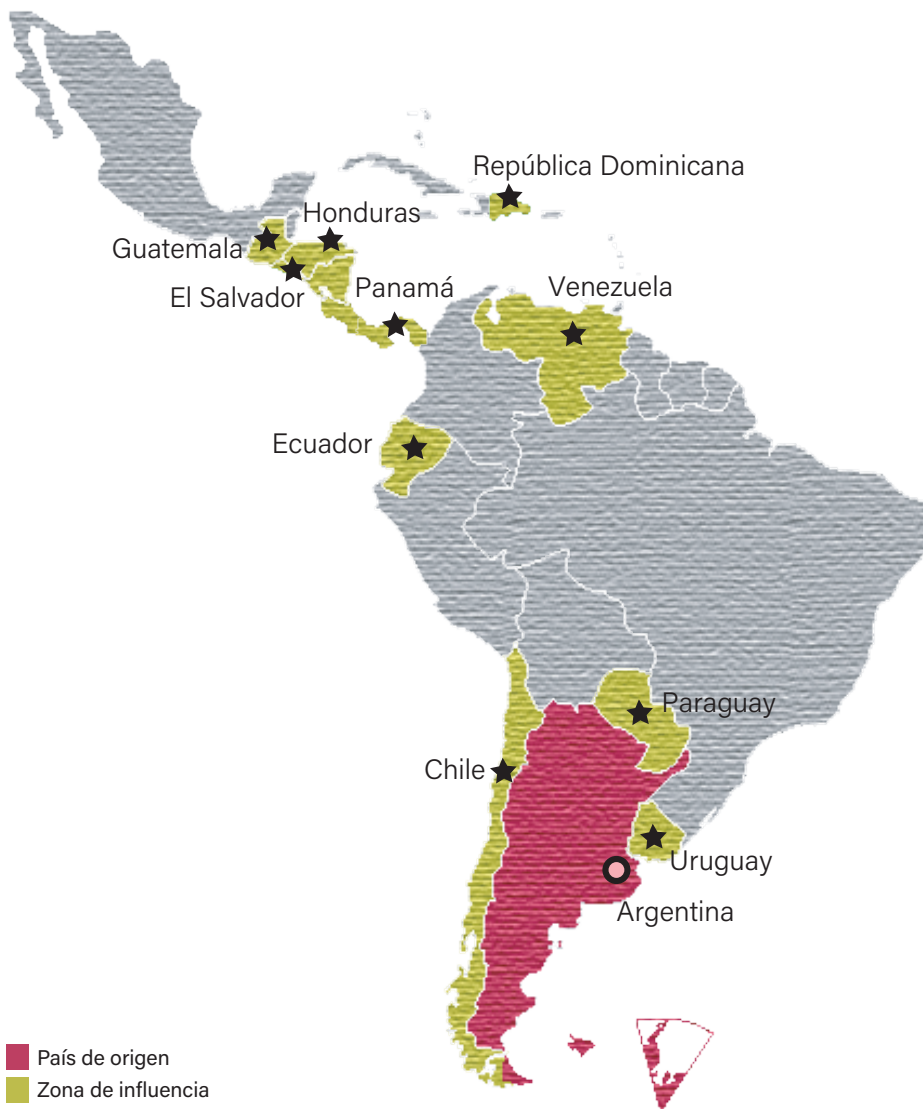 República Dominicana
Honduras
Guatemala
El Salvador
Panamá
Venezuela
Ecuador
Paraguay
Chile
Uruguay
Argentina
País de origen
Zona de influencia